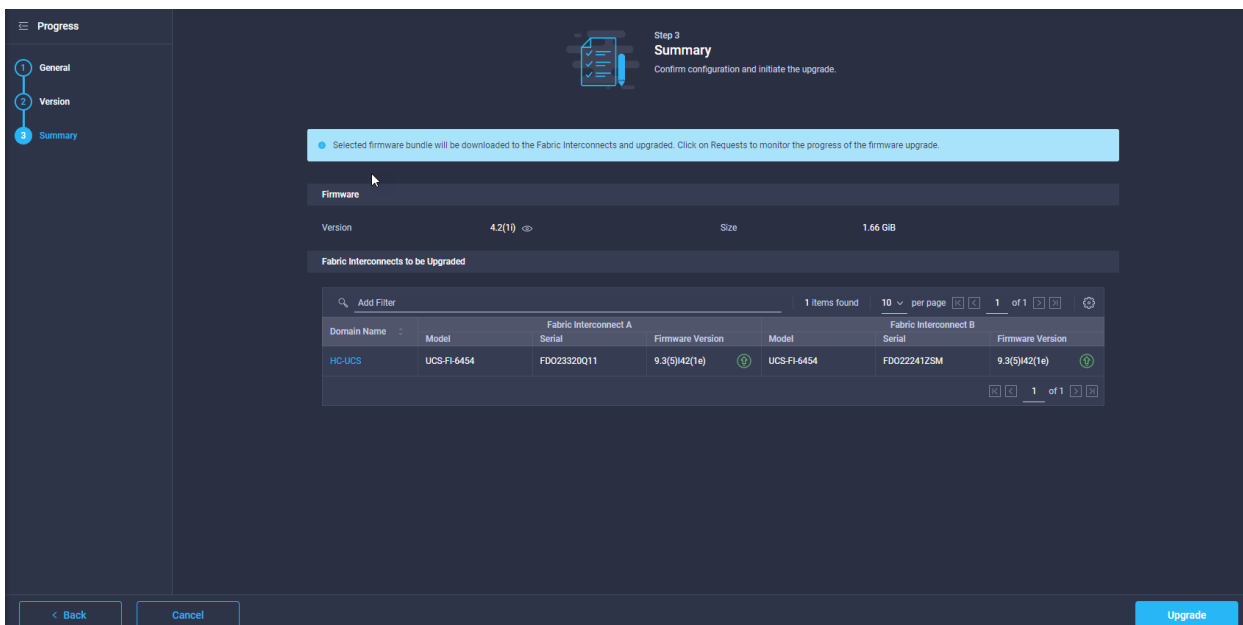 Progress
1 General
2 Version
3 Summary
Step 3
Summary
Confirm configuration and initiate the upgrade.
Selected firmware bundle will be downloaded to the Fabric Interconnects and upgraded. Click on Requests to monitor the progress of the firmware upgrade.
Firmware
Version 4.2(1i) Size 1.66 GiB
Fabric Interconnects to be Upgraded
Add Filter 1 items found 10 per page 1 of 1
Domain Name Fabric Interconnect A Fabric Interconnect B
Model Serial Firmware Version Model Serial Firmware Version
HC-UCS UCS-FI-6454 FDO23320Q11 9.3(5)I42(1e) UCS-FI-6454 FDO22241ZSM 9.3(5)I42(1e)
1 of 1
< Back Cancel Upgrade